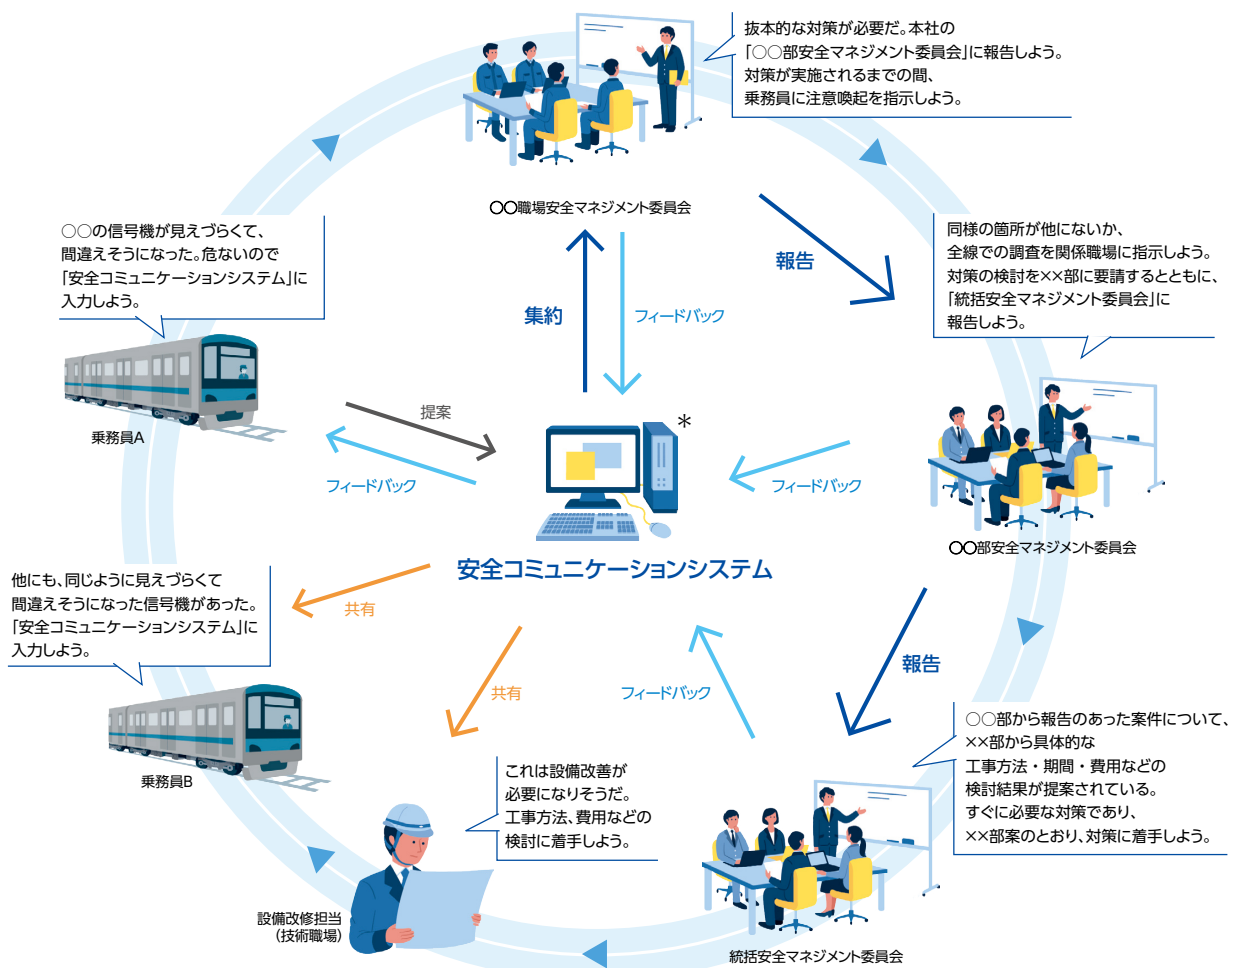 抜本的な対策が必要だ。本社の
「○○部安全マネジメント委員会」に報告しよう。
対策が実施されるまでの間、
乗務員に注意喚起を指示しよう。
○○職場安全マネジメント委員会
○○の信号機が見えづらくて、
間違えそうになった。危ないので
「安全コミュニケーションシステム」に
入力しよう。
乗務員A
報告
同様の箇所が他にないか、
全線での調査を関係職場に指示しよう。
対策の検討を××部に要請するとともに、
「統括安全マネジメント委員会」に
報告しよう。
集約
フィードバック
提案
フィードバック
*
フィードバック
○○部安全マネジメント委員会
安全コミュニケーションシステム
他にも、同じように見えづらくて
間違えそうになった信号機があった。
「安全コミュニケーションシステム」に
入力しよう。
乗務員B
共有
共有
フィードバック
報告
○○部から報告のあった案件について、
××部から具体的な
工事方法・期間・費用などの
検討結果が提案されている。
すぐに必要な対策であり、
××部案のとおり、対策に着手しよう。
これは設備改善が
必要になりそうだ。
工事方法、費用などの
検討に着手しよう。
設備改修担当
(技術職場)
統括安全マネジメント委員会